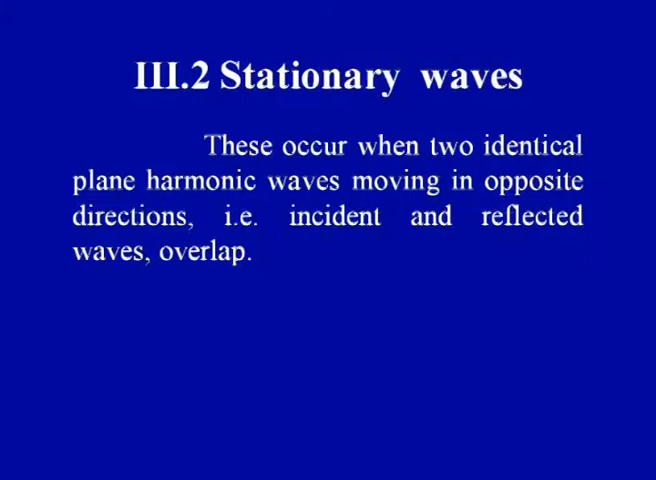 III.2 Stationary waves
These occur when two identical
plane harmonic waves moving in opposite
directions, i.e. incident and reflected
waves, overlap.